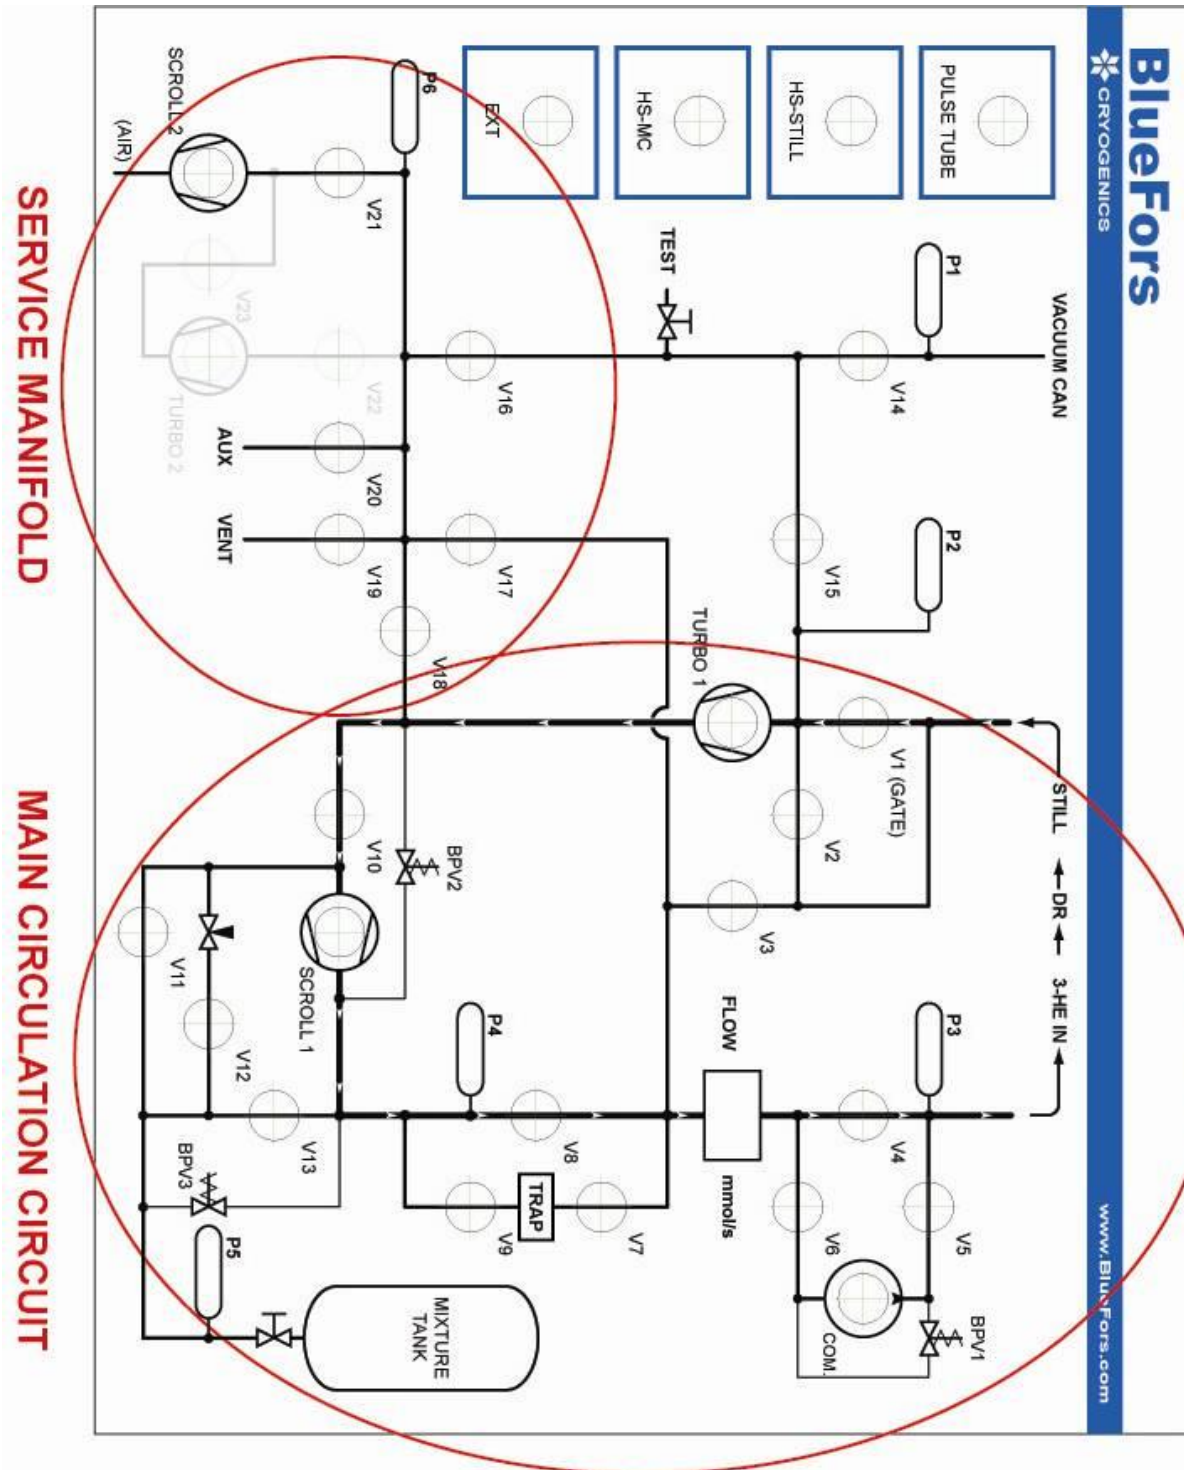 BlueFors
CRYOGENICS
www.BlueFors.com
PULSE TUBE
HS-STILL
HS-MC
EXT
VACUUM CAN
STILL
DR
3-HE IN
P1
P2
P3
V14
V1 (GATE)
V4
V5
BPV1
V15
V2
V6
COM.
TEST
TURBO 1
V3
FLOW
mmol/s
P6
V16
V17
P4
V8
V7
TRAP
V9
V18
BPV2
MIXTURE
TANK
SCROLL 2
V21
V22
V20
V19
V10
SCROLL 1
V13
(AIR)
V23
TURBO 2
AUX
VENT
V11
V12
BPV3
P5
SERVICE MANIFOLD
MAIN CIRCULATION CIRCUIT